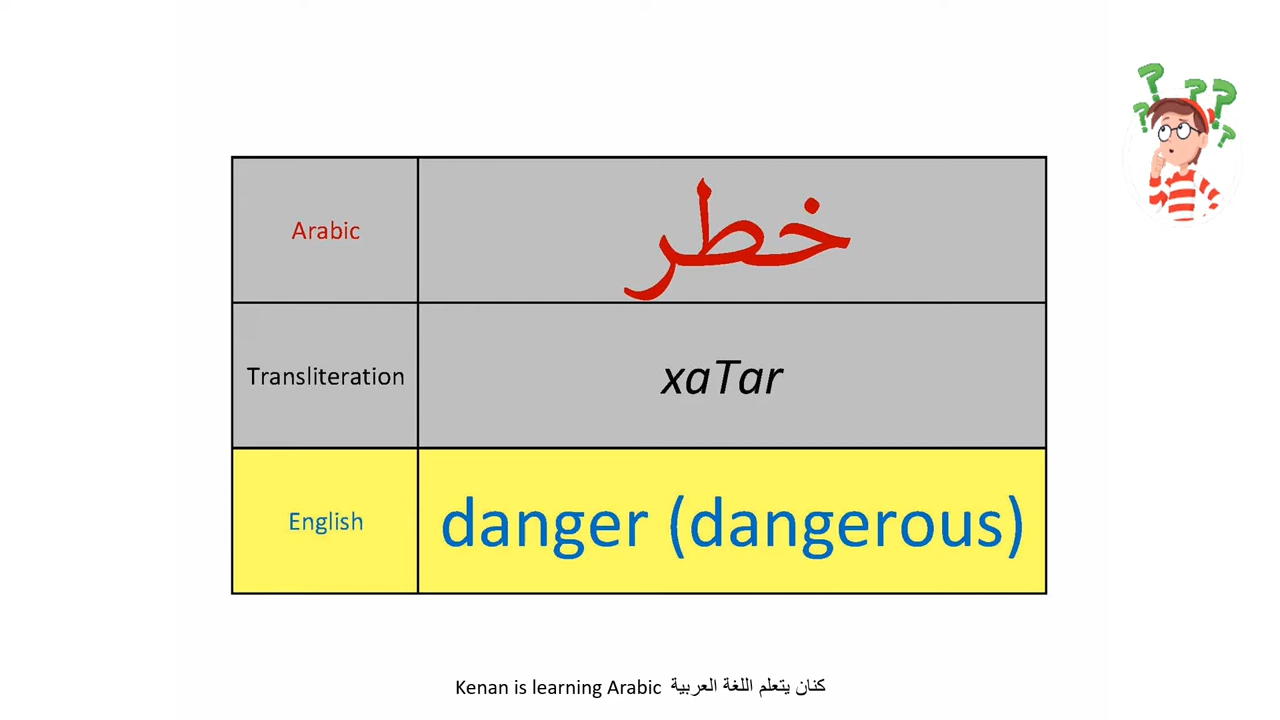 Arabic خطر
Transliteration xaTar
English danger (dangerous)
Kenan is learning Arabic كنان يتعلم اللغة العربية